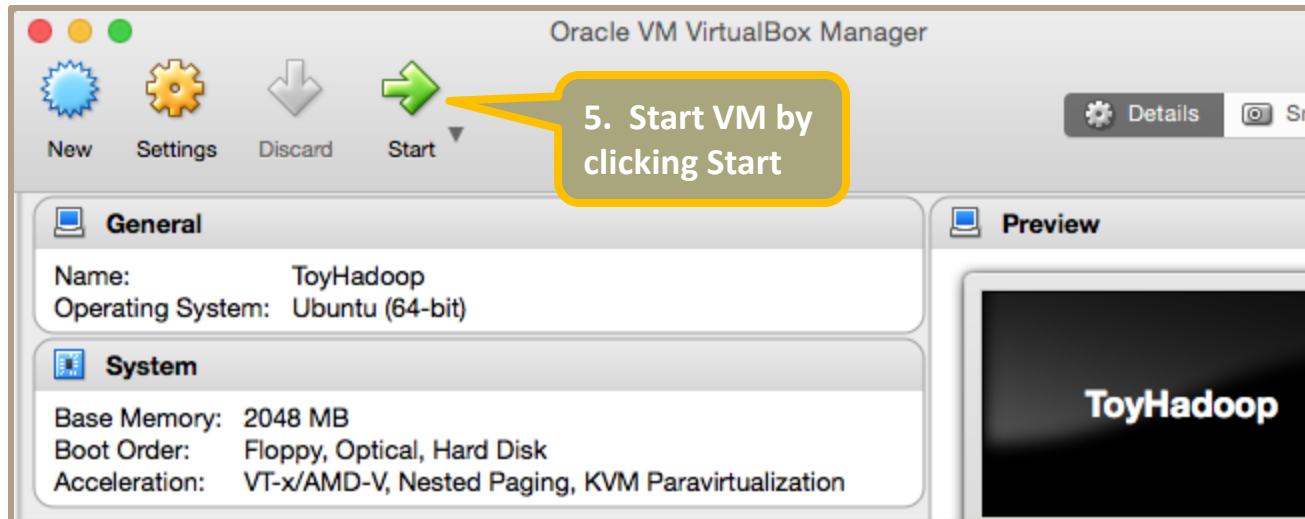 Oracle VM VirtualBox Manager
New Settings Discard Start
5. Start VM by
clicking Start
Details
General
Name: ToyHadoop
Operating System: Ubuntu (64-bit)
System
Base Memory: 2048 MB
Boot Order: Floppy, Optical, Hard Disk
Acceleration: VT-x/AMD-V, Nested Paging, KVM Paravirtualization
Preview
ToyHadoop